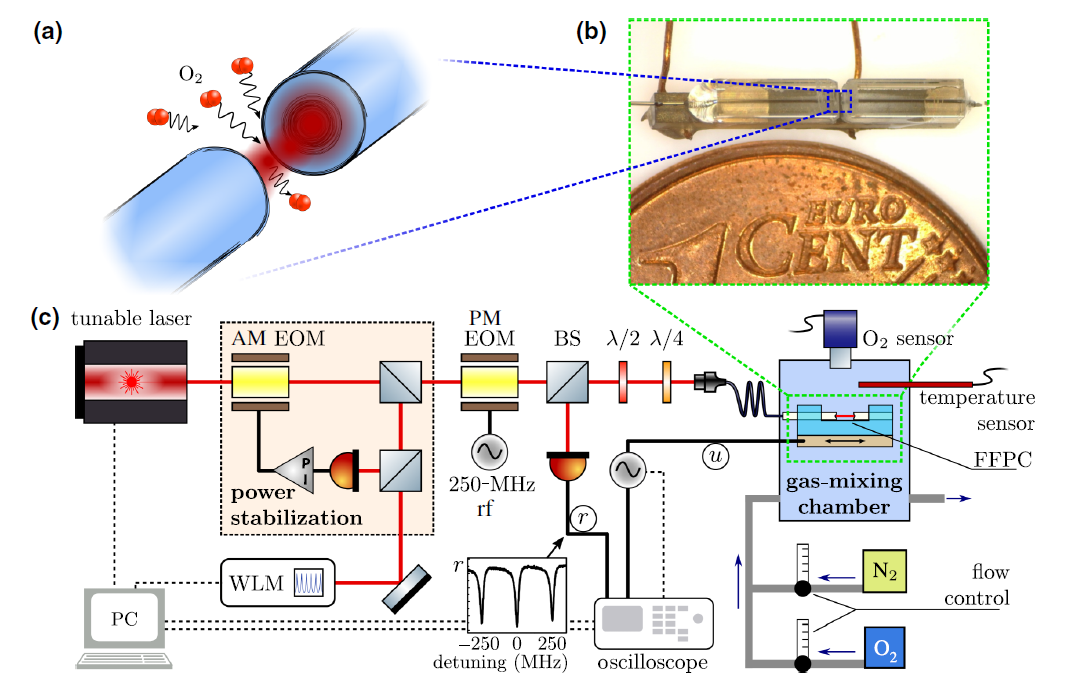 (a)
O₂
(b)
EURO
CENT
1
(c)
tunable laser
AM EOM
P
I
power
stabilization
PM
EOM
250-MHz
rf
BS
λ/2
λ/4
O₂ sensor
temperature
sensor
FFPC
gas-mixing
chamber
u
r
WLM
PC
r
−250
0
250
detuning (MHz)
oscilloscope
N₂
flow
control
O₂